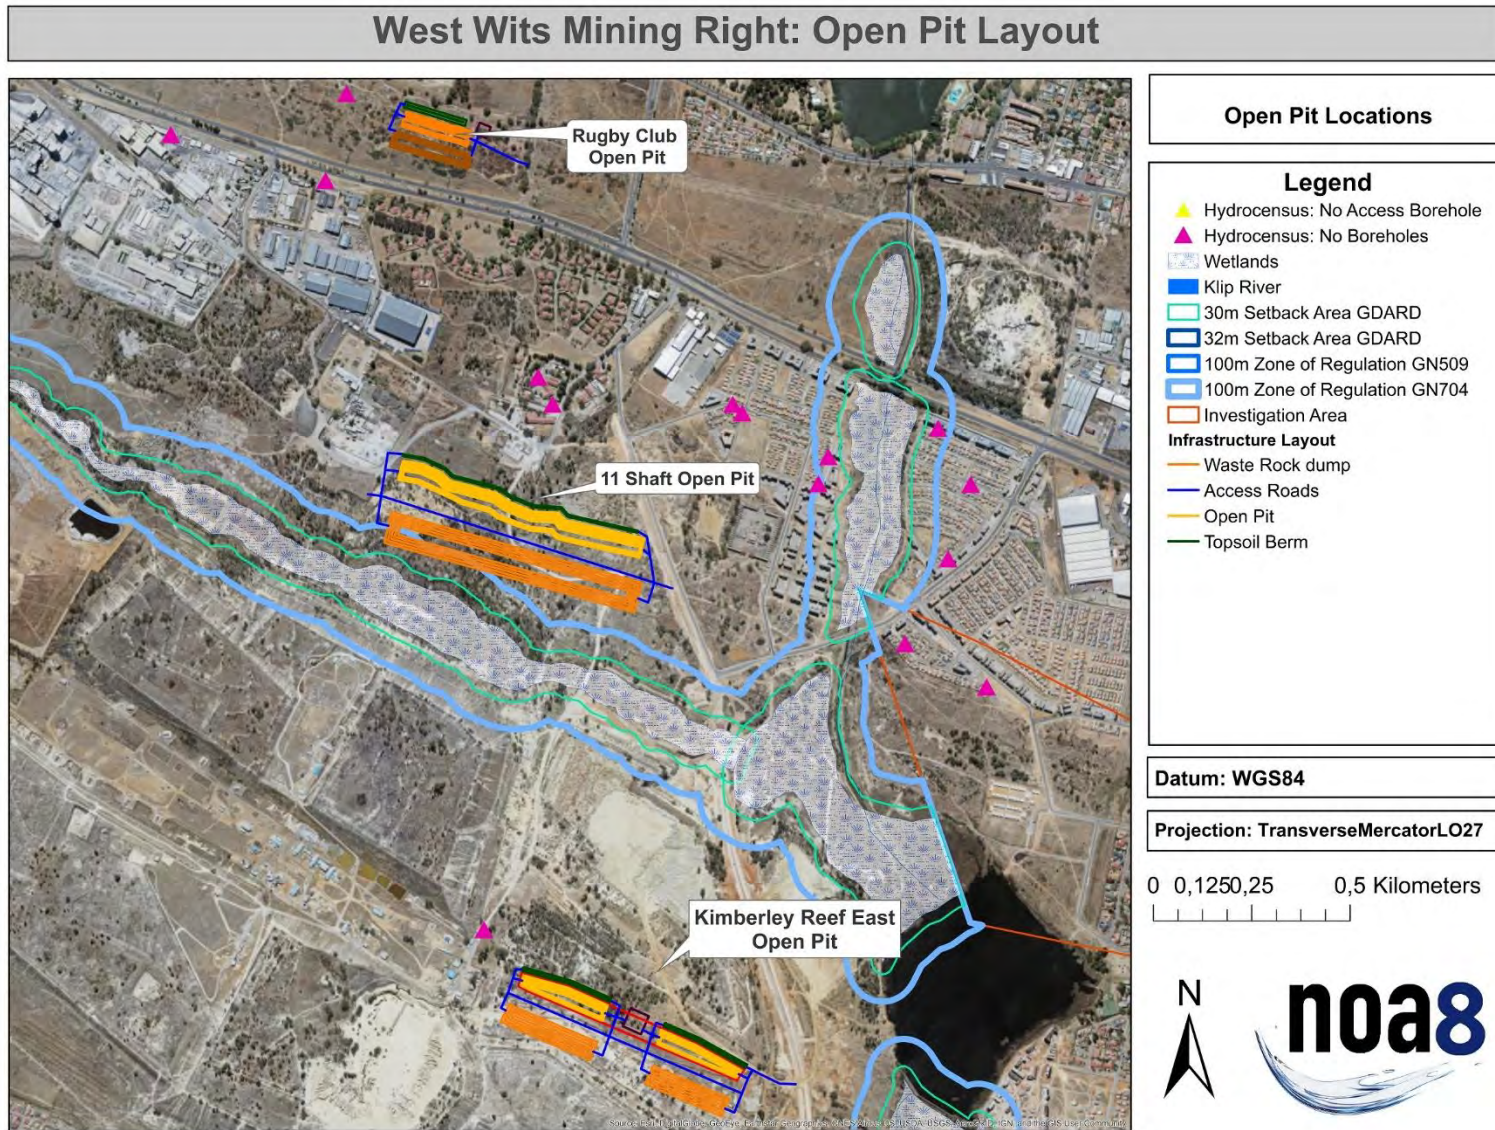 West Wits Mining Right: Open Pit Layout
Rugby Club
Open Pit
11 Shaft Open Pit
Kimberley Reef East
Open Pit
Open Pit Locations
Legend
Hydrocensus: No Access Borehole
Hydrocensus: No Boreholes
Wetlands
Klip River
30m Setback Area GDARD
32m Setback Area GDARD
100m Zone of Regulation GN509
100m Zone of Regulation GN704
Investigation Area
Infrastructure Layout
Waste Rock dump
Access Roads
Open Pit
Topsoil Berm
Datum: WGS84
Projection: TransverseMercatorLO27
0 0,1250,25 0,5 Kilometers
N
noa8